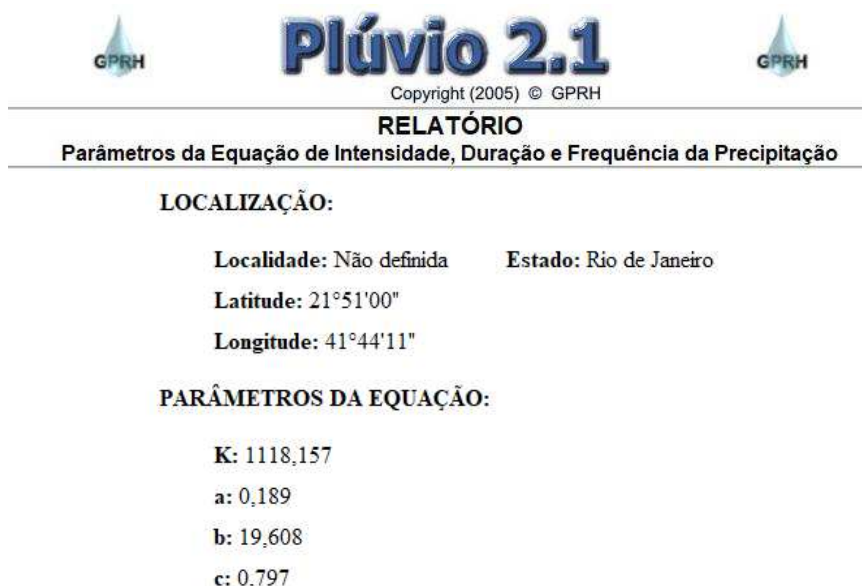 GPRH Plúvio 2.1 GPRH
Copyright (2005) © GPRH
RELATÓRIO
Parâmetros da Equação de Intensidade, Duração e Frequência da Precipitação
LOCALIZAÇÃO:
Localidade: Não definida Estado: Rio de Janeiro
Latitude: 21°51'00"
Longitude: 41°44'11"
PARÂMETROS DA EQUAÇÃO:
K: 1118,157
a: 0,189
b: 19,608
c: 0,797